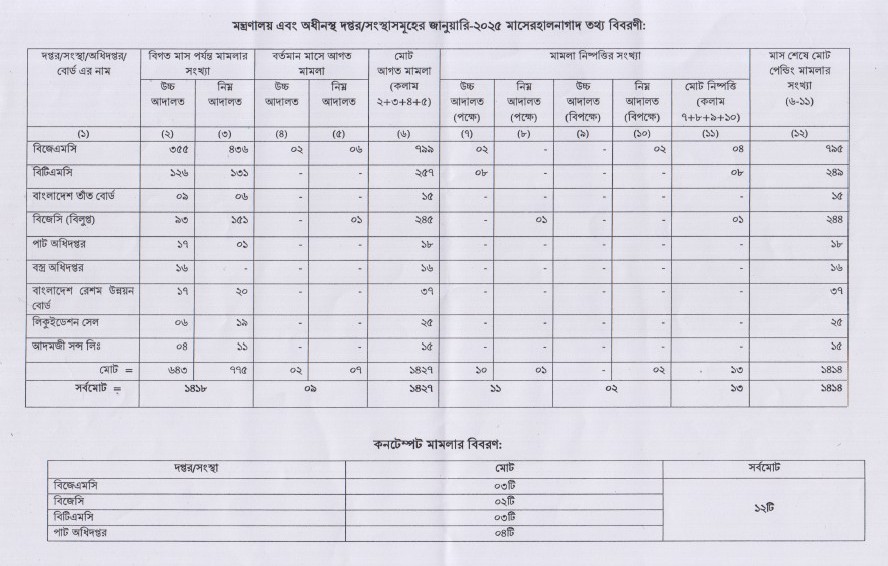 মন্ত্রণালয় এবং অধীনস্থ দপ্তর/সংস্থাসমূহের জানুয়ারি-২০২৫ মাসেরহালনাগাদ তথ্য বিবরণী:
দপ্তর/সংস্থা/অধিদপ্তর/ বিগত মাস পর্যন্ত মামলার বর্তমান মাসে আগত মোট মামলা নিষ্পত্তির সংখ্যা মাস শেষে মোট
বোর্ড এর নাম সংখ্যা মামলা আগত মামলা পেন্ডিং মামলার
উচ্চ নিম্ন উচ্চ নিম্ন (কলাম উচ্চ নিম্ন উচ্চ নিম্ন মোট নিষ্পত্তি সংখ্যা
আদালত আদালত আদালত আদালত ২+৩+৪+৫) আদালত আদালত আদালত আদালত (কলাম (৬-১১)
(পক্ষে) (পক্ষে) (বিপক্ষে) (বিপক্ষে) ৭+৮+৯+১০)
(১) (২) (৩) (৪) (৫) (৬) (৭) (৮) (৯) (১০) (১১) (১২)
বিজেএমসি ৩৫৫ ৪৩৬ ০২ ০৬ ৭৯৯ ০২ - - ০২ ০৪ ৭৯৫
বিটিএমসি ১২৬ ১৩১ - - ২৫৭ ০৮ - - - ০৮ ২৪৯
বাংলাদেশ তাঁত বোর্ড ০৯ ০৬ - - ১৫ - - - - - ১৫
বিজেসি (বিলুপ্ত) ৯৩ ১৫১ - ০১ ২৪৫ - ০১ - - ০১ ২৪৪
পাট অধিদপ্তর ১৭ ০১ - - ১৮ - - - - - ১৮
বস্ত্র অধিদপ্তর ১৬ - - - ১৬ - - - - - ১৬
বাংলাদেশ রেশম উন্নয়ন ১৭ ২০ - - ৩৭ - - - - - ৩৭
বোর্ড
লিকুইডেশন সেল ০৬ ১৯ - - ২৫ - - - - - ২৫
আদমজী সন্স লিঃ ০৪ ১১ - - ১৫ - - - - - ১৫
মোট = ৬৪৩ ৭৭৫ ০২ ০৭ ১৪২৭ ১০ ০১ - ০২ ১৩ ১৪১৪
সর্বমোট = ১৪১৮ ০৯ ১৪২৭ ১১ ০২ ১৩ ১৪১৪
কনটেম্পট মামলার বিবরণ:
দপ্তর/সংস্থা মোট সর্বমোট
বিজেএমসি ০৩টি
বিজেসি ০২টি
১২টি
বিটিএমসি ০৩টি
পাট অধিদপ্তর ০৪টি